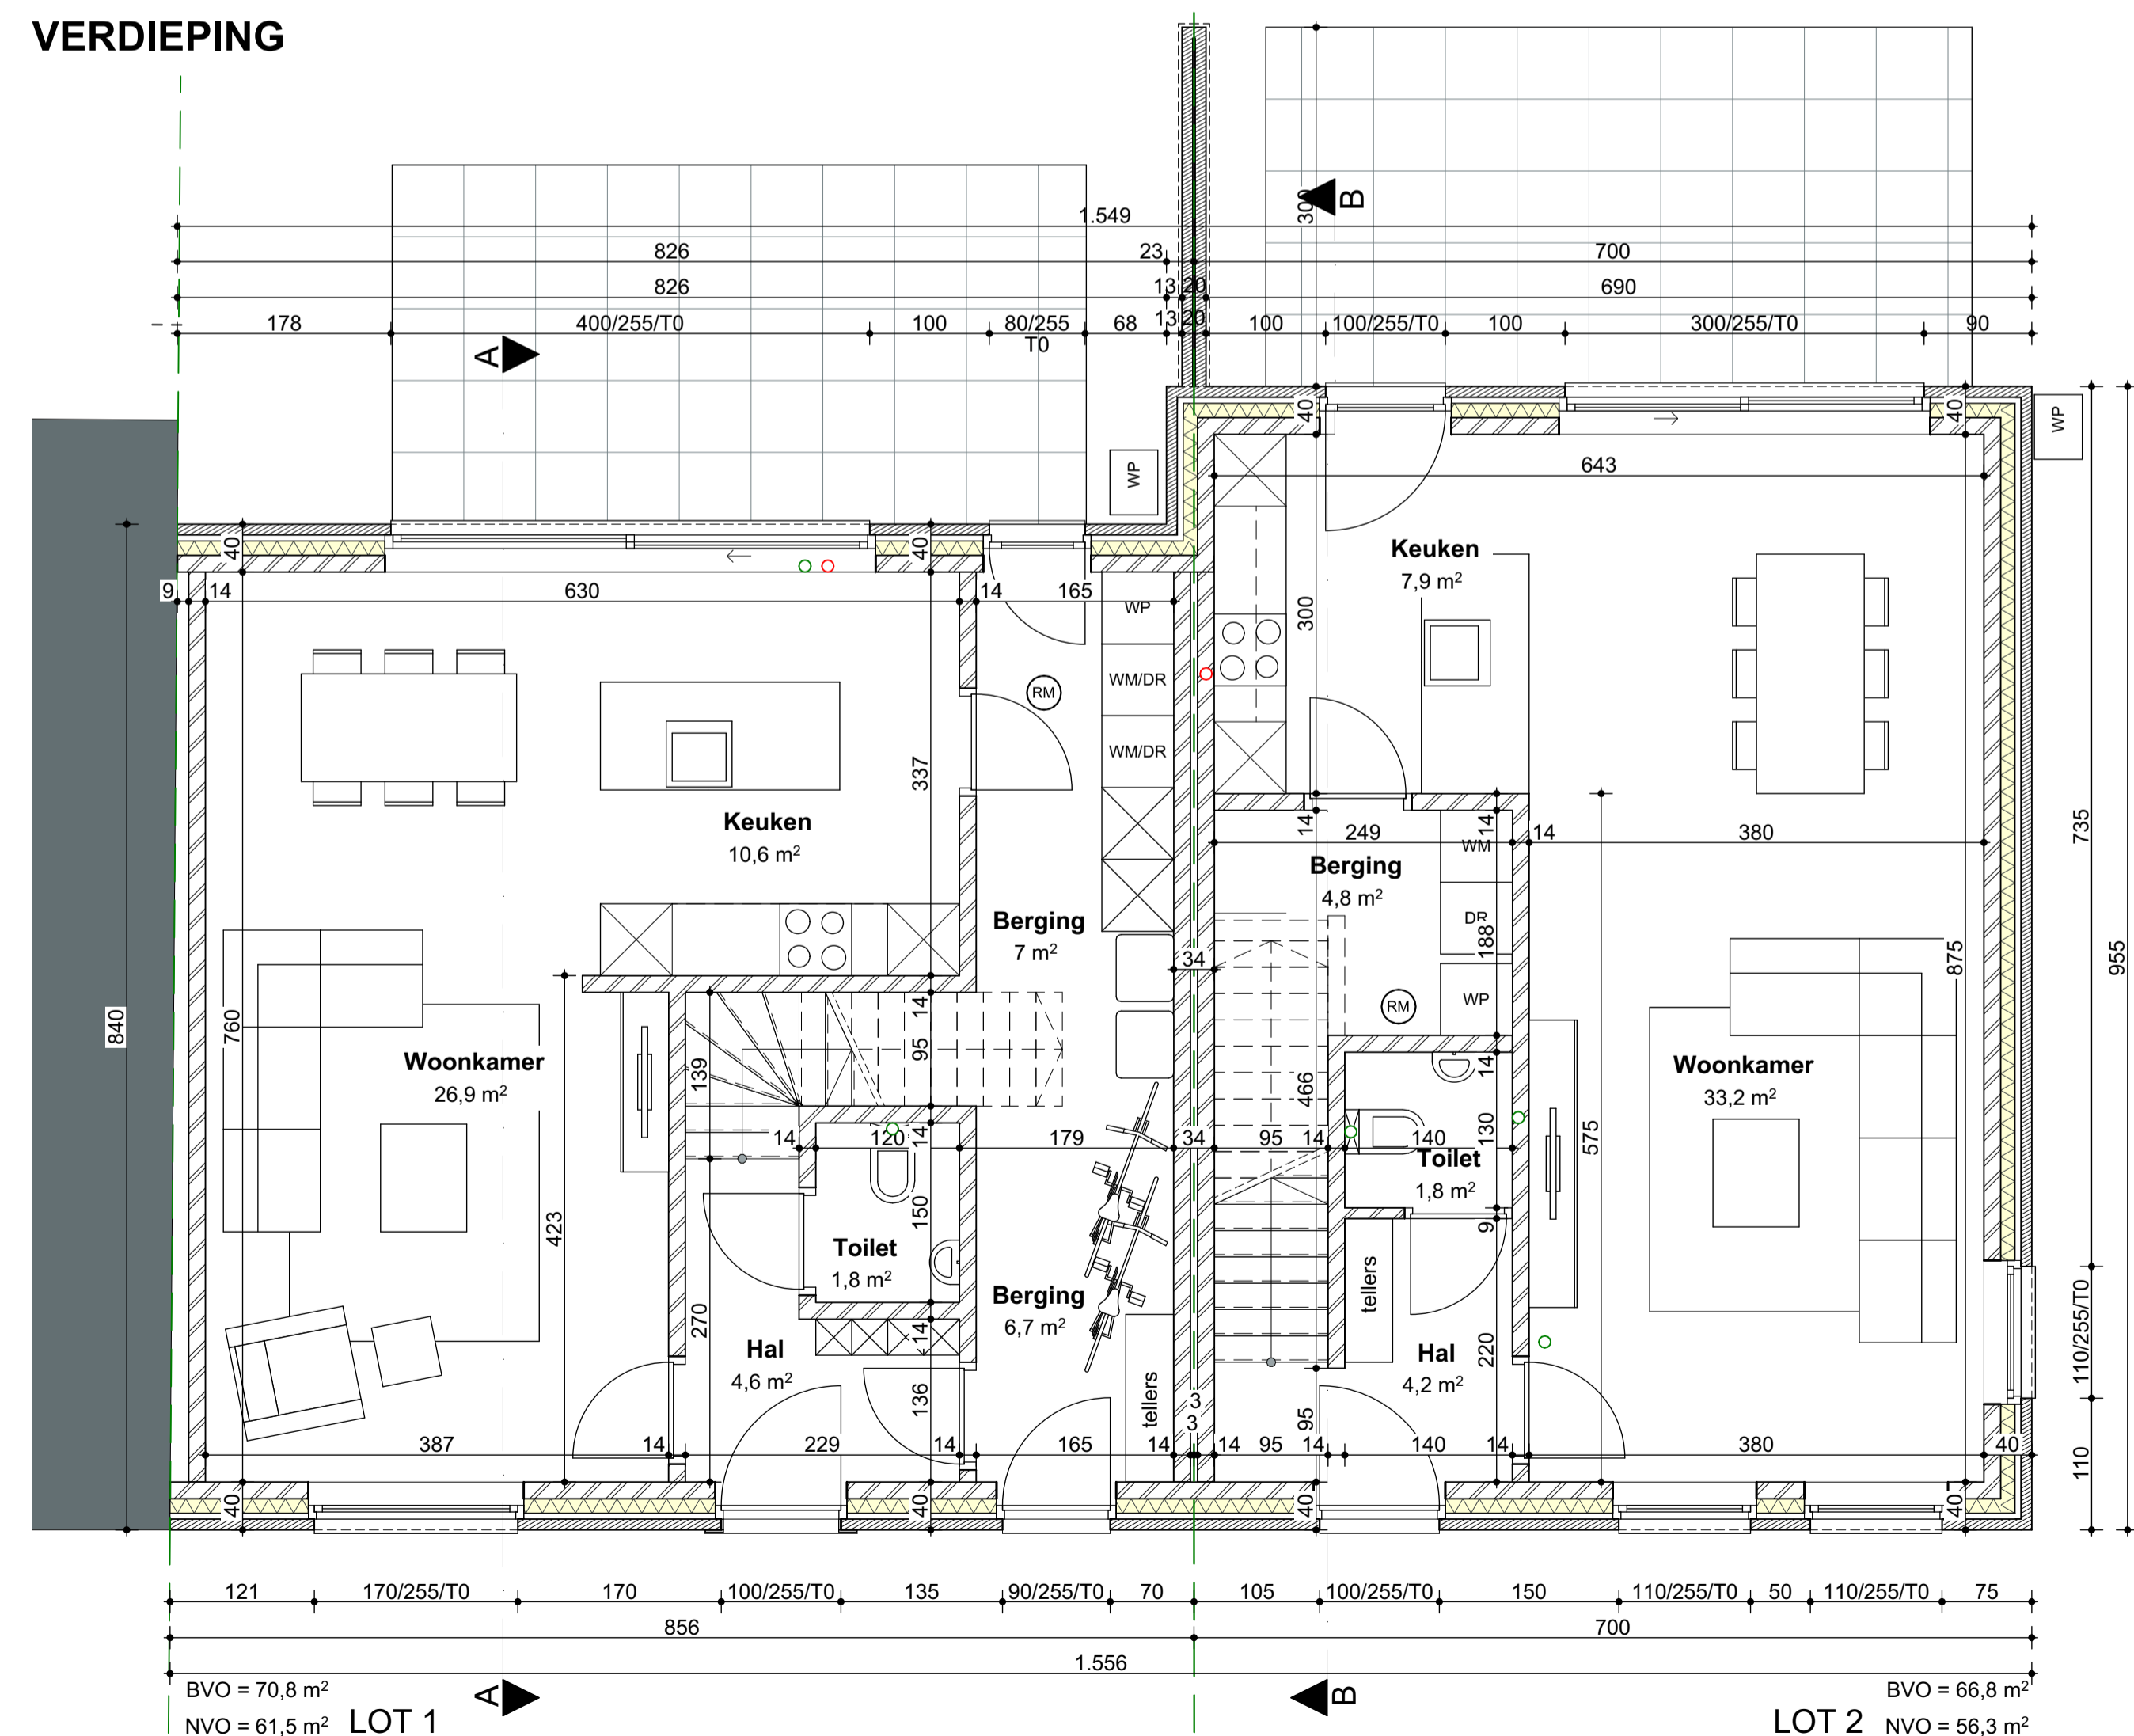 VERDIEPING
B
300
1.549
826 23 700
826 13 20 690
178 400/255/T0 100 80/255 68 13 20 100 100/255/T0 100 300/255/T0 90
T0
A
40 40
WP
WP
643
40 40
Keuken
7,9 m²
9 14 630 14 165
WP
300
RM
WM/DR
WM/DR
337
Keuken
10,6 m²
14 249 14 14 380
WM
735
Berging
4,8 m²
Berging
7 m²
DR
188
34
875
955
840
760
14
RM
WP
95
139
Woonkamer
26,9 m²
Woonkamer
33,2 m²
466
14
130
575
14 120 14 179 34 95 14 140
Toilet
1,8 m²
423
150
9
Toilet
1,8 m²
tellers
110/255/T0
Berging
6,7 m²
270
14
Hal
4,6 m²
220
Hal
4,2 m²
136
tellers
3
3
95
387 14 229 14 165 14 14 95 14 140 14 380 40
110
40 40 40 40
121 170/255/T0 170 100/255/T0 135 90/255/T0 70 105 100/255/T0 150 110/255/T0 50 110/255/T0 75
856 700
1.556
BVO = 70,8 m²
NVO = 61,5 m²
LOT 1
A
B
BVO = 66,8 m²
LOT 2
NVO = 56,3 m²